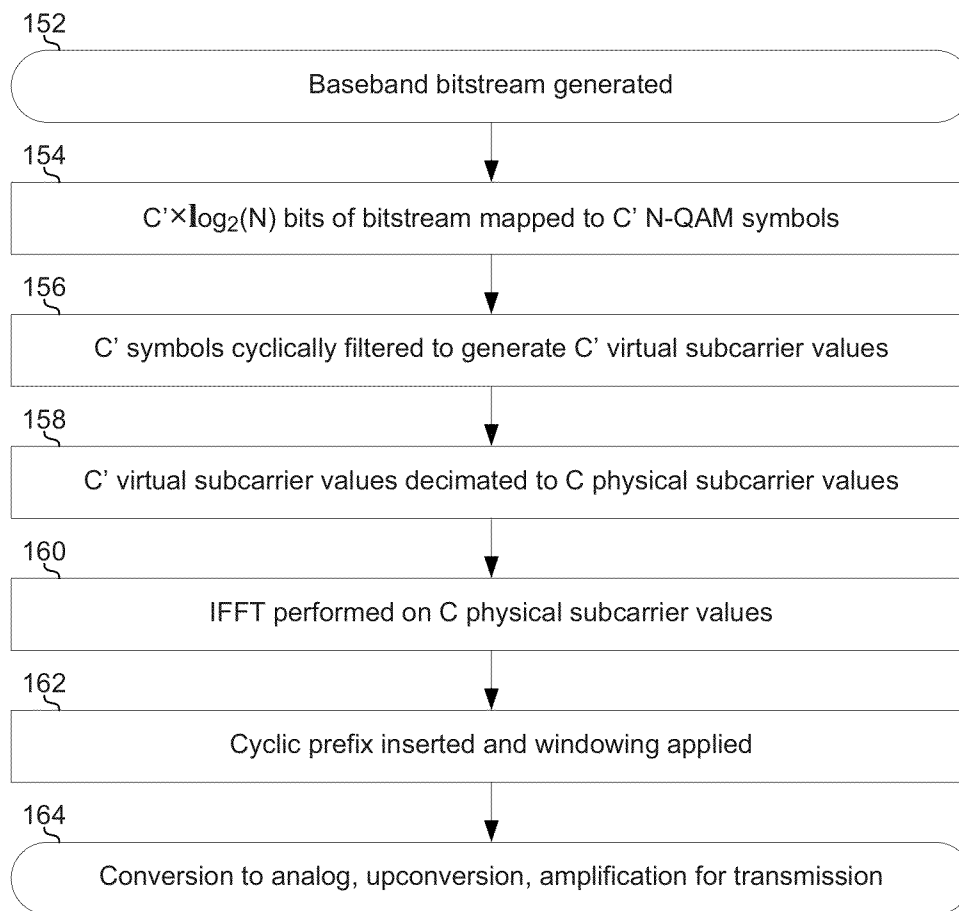 152
Baseband bitstream generated
154
C'×log₂(N) bits of bitstream mapped to C' N-QAM symbols
156
C' symbols cyclically filtered to generate C' virtual subcarrier values
158
C' virtual subcarrier values decimated to C physical subcarrier values
160
IFFT performed on C physical subcarrier values
162
Cyclic prefix inserted and windowing applied
164
Conversion to analog, upconversion, amplification for transmission